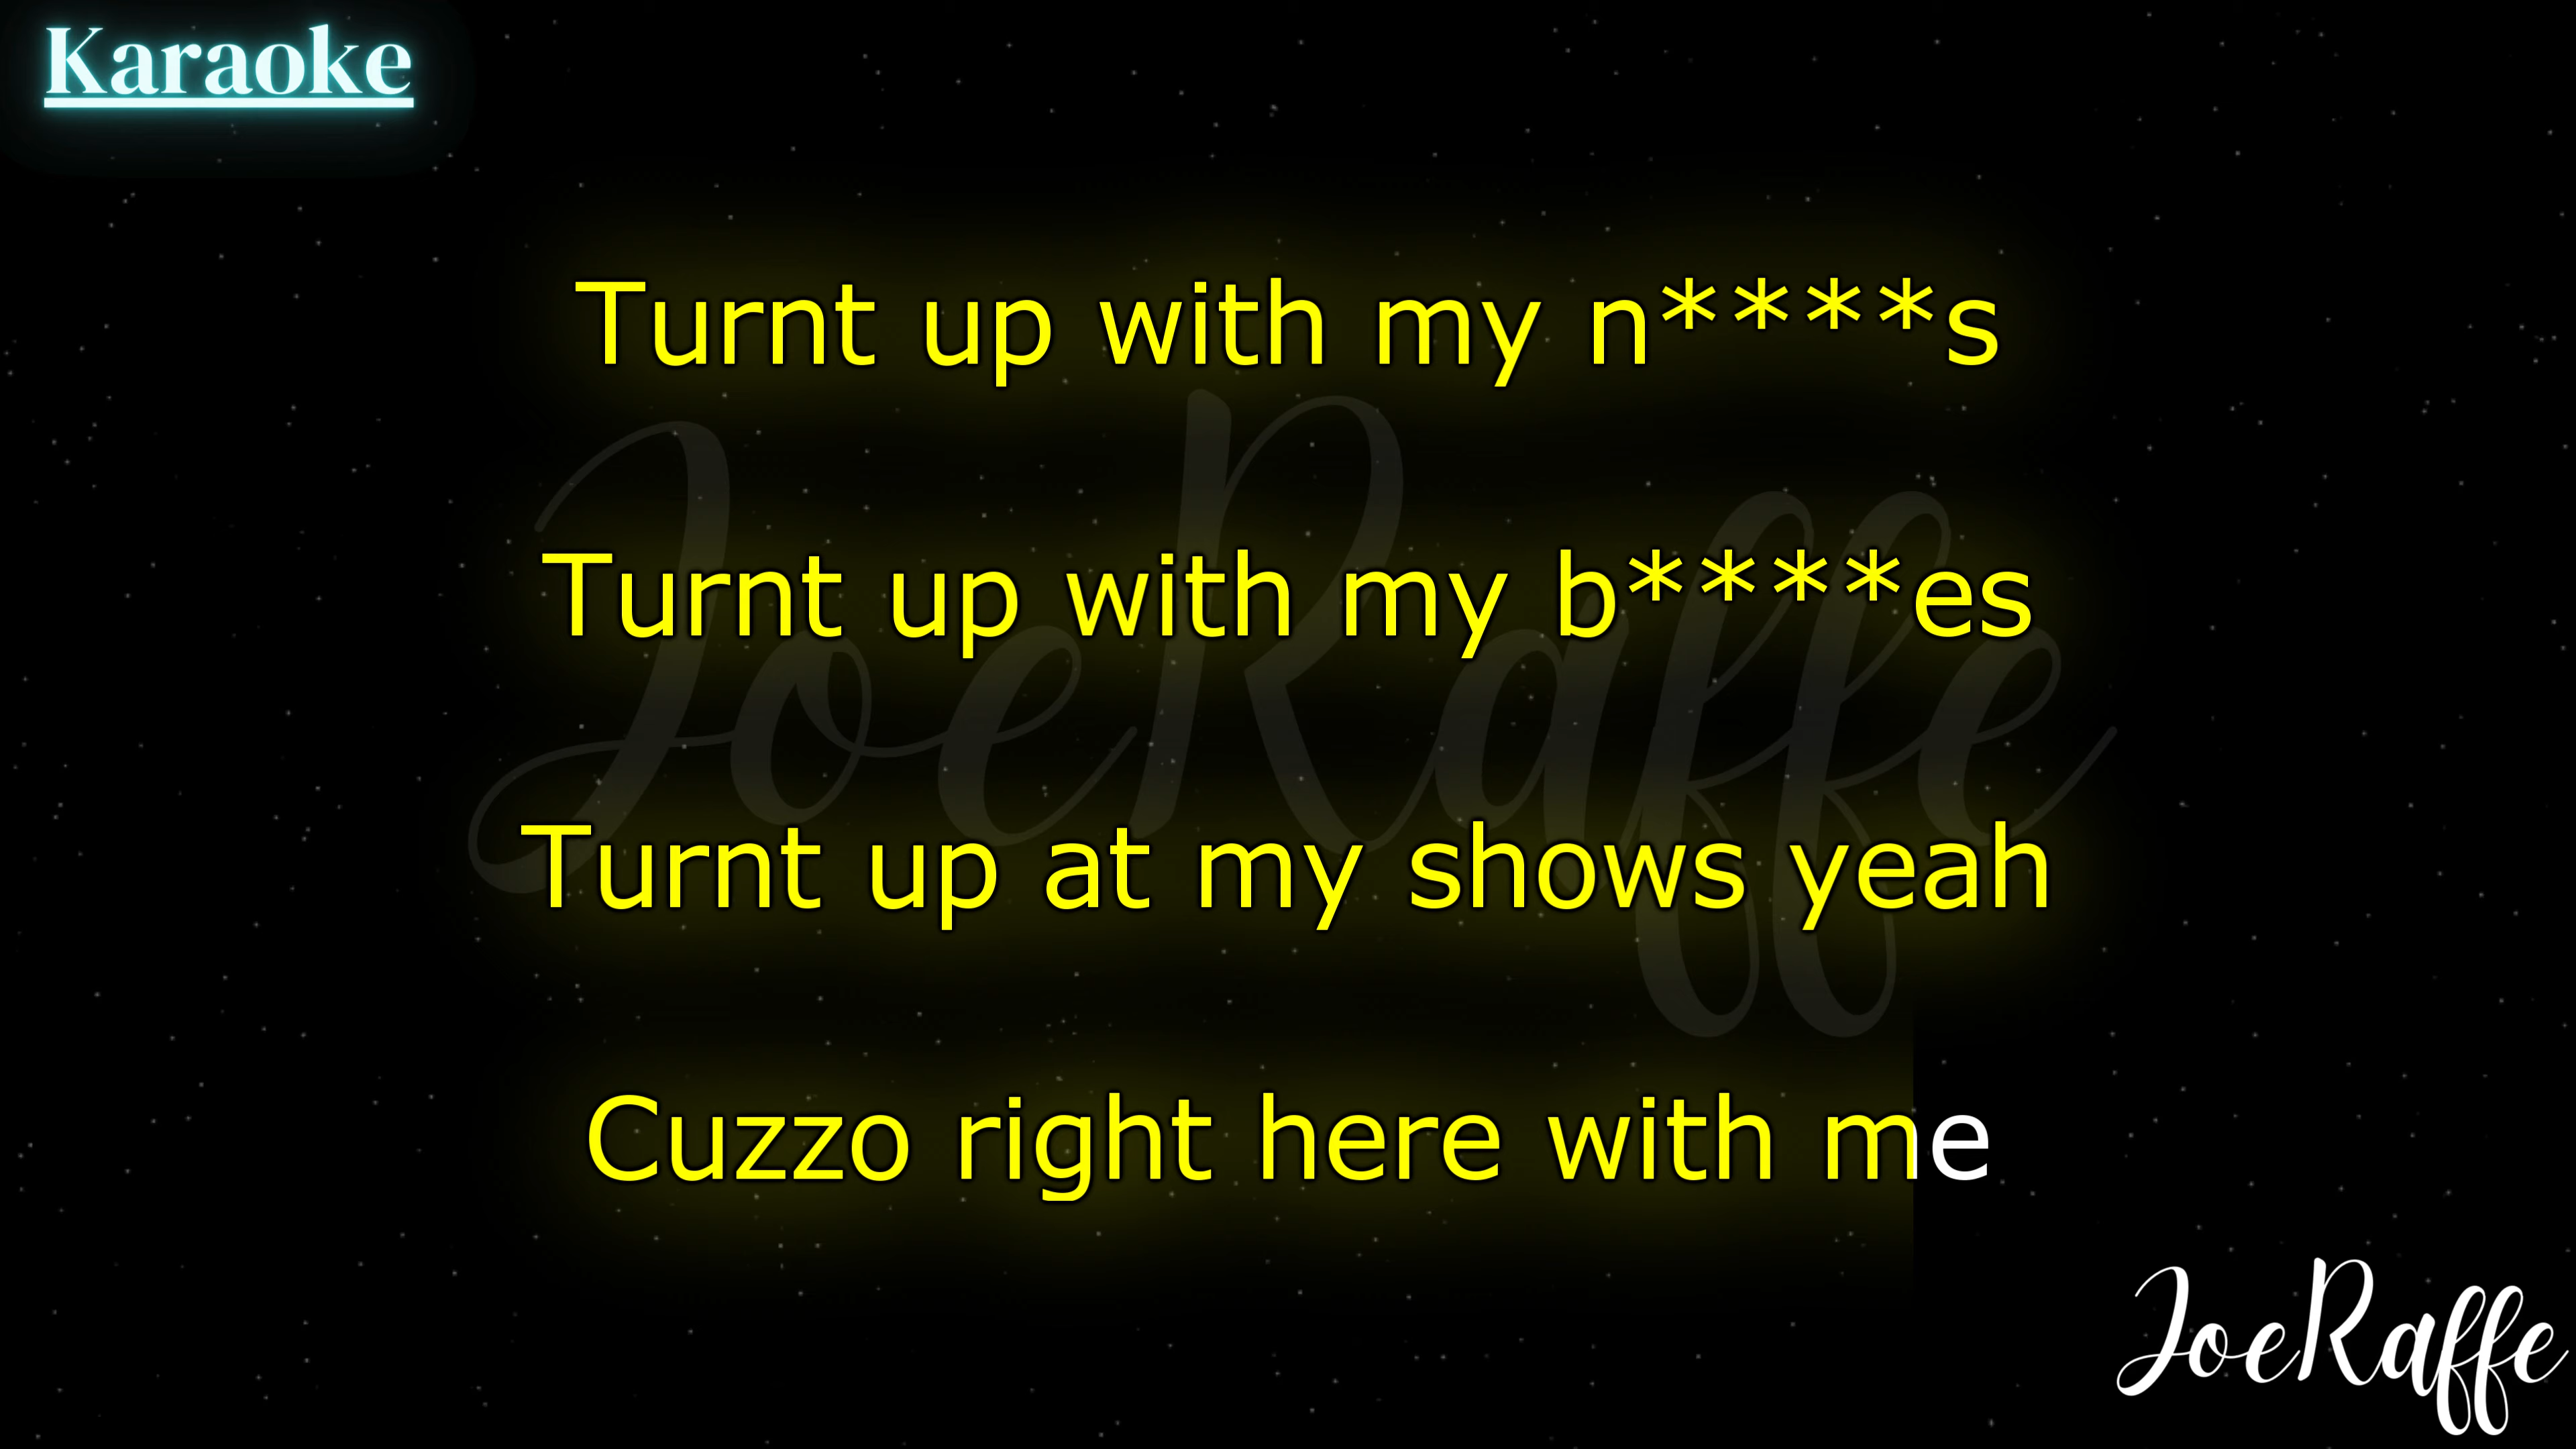 Karaoke
Turnt up with my n****s
Turnt up with my b****es
Turnt up at my shows yeah
Cuzzo right here with me
JoeRaffe
JoeRaffe